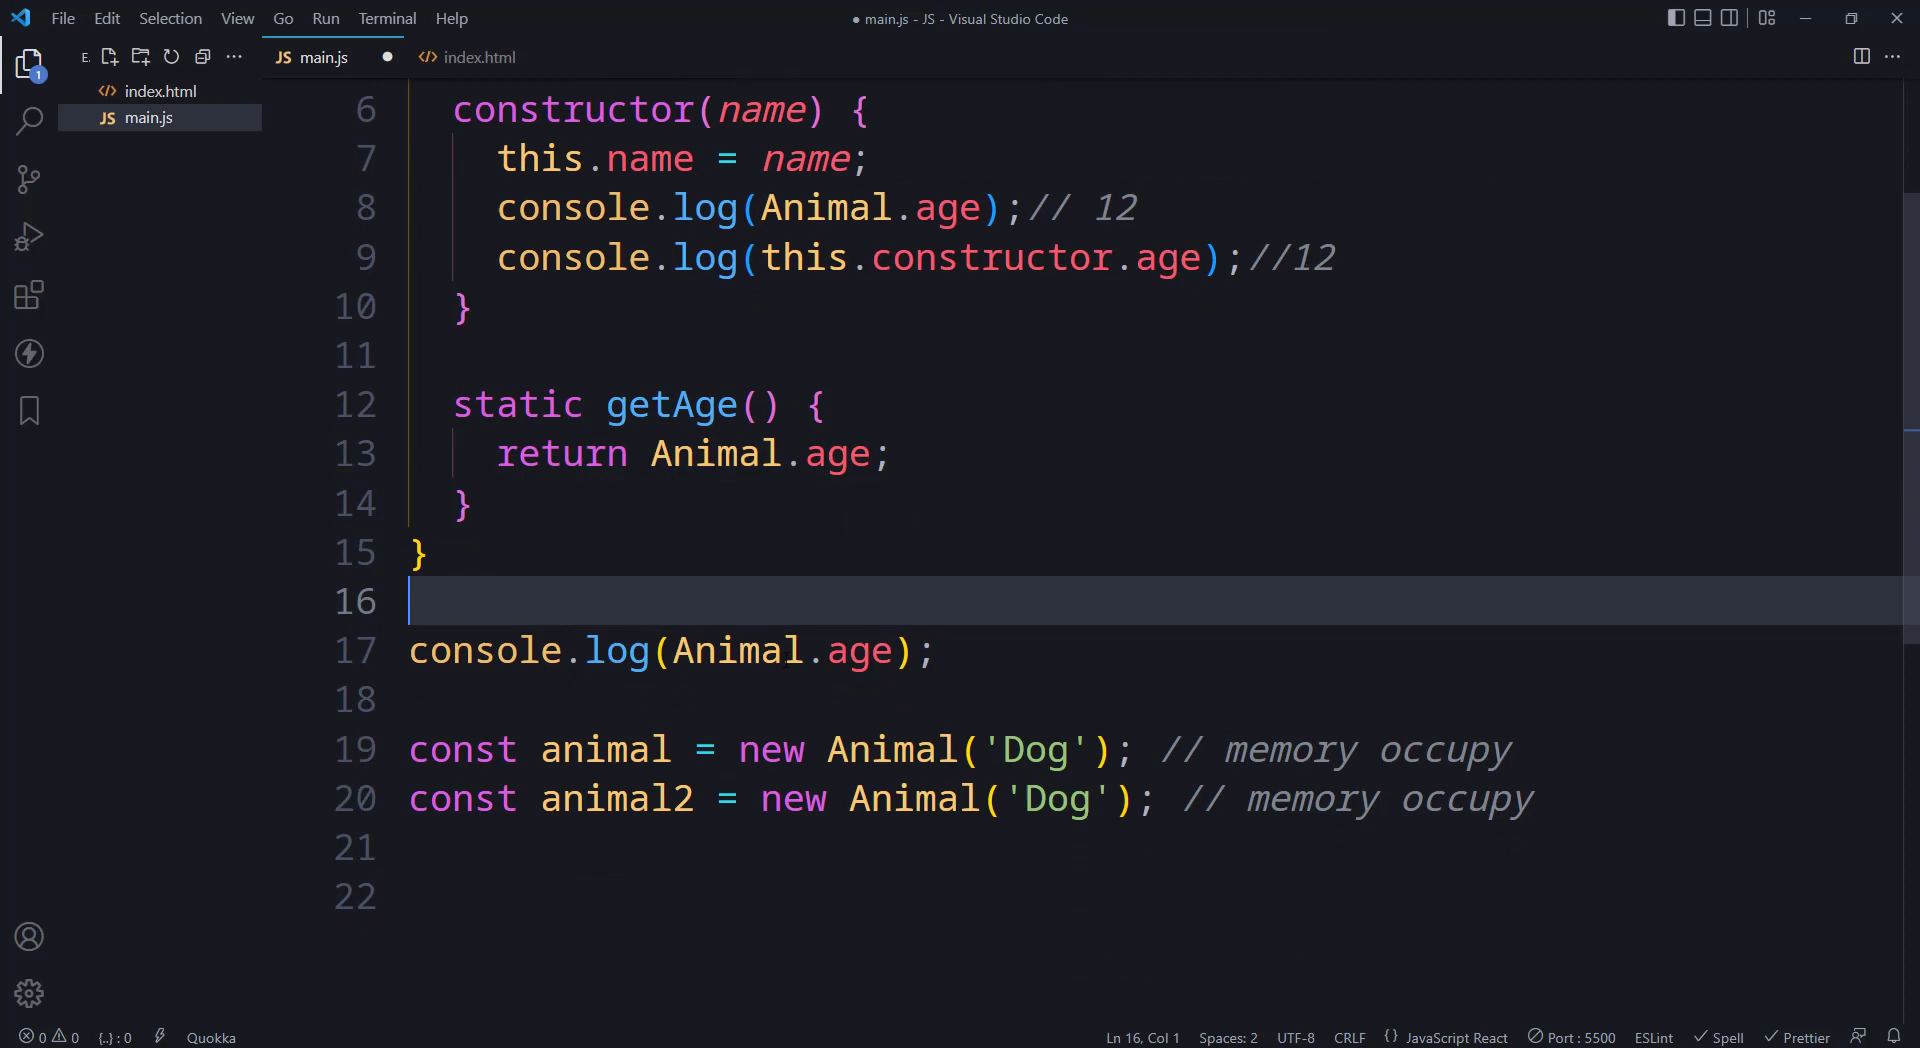 File Edit Selection View Go Run Terminal Help
● main.js - JS - Visual Studio Code
E.
JS main.js ●
index.html
1
index.html
JS main.js
6 constructor(name) {
7 this.name = name;
8 console.log(Animal.age);// 12
9 console.log(this.constructor.age);//12
10 }
11
12 static getAge() {
13 return Animal.age;
14 }
15 }
16
17 console.log(Animal.age);
18
19 const animal = new Animal('Dog'); // memory occupy
20 const animal2 = new Animal('Dog'); // memory occupy
21
22
0 0 {..} : 0 Quokka Ln 16, Col 1 Spaces: 2 UTF-8 CRLF {} JavaScript React Port : 5500 ESLint Spell Prettier